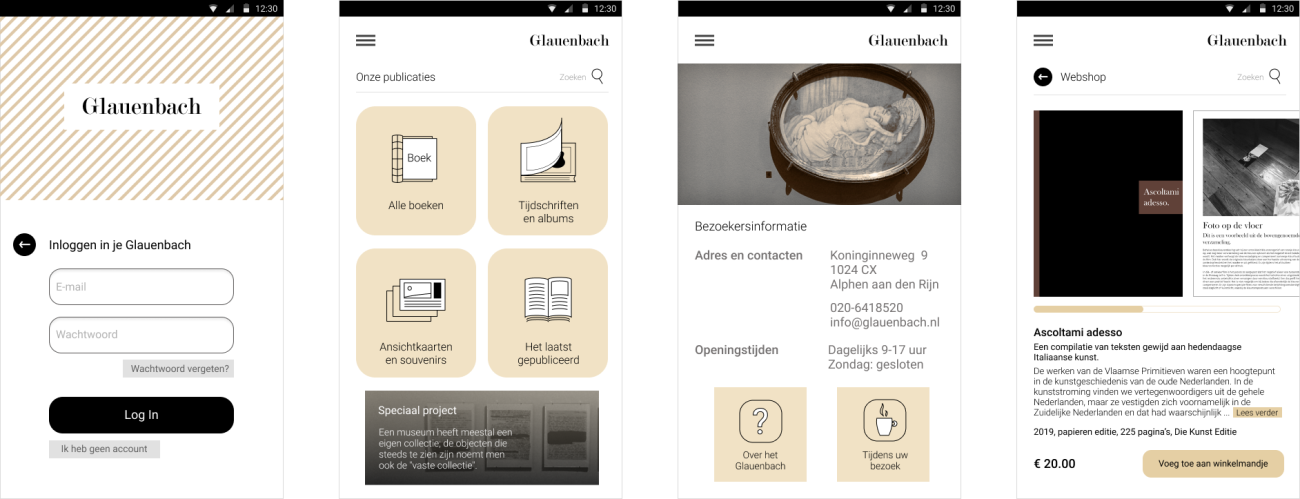 12:30
Glauenbach
Inloggen in je Glauenbach
E-mail
Wachtwoord
Wachtwoord vergeten?
Log In
Ik heb geen account
12:30
Glauenbach
Onze publicaties
Zoeken
Boek
Alle boeken
Tijdschriften
en albums
Ansichtkaarten
en souvenirs
Het laatst
gepubliceerd
Speciaal project
Een museum heeft meestal een
eigen collectie; de objecten die
steeds te zien zijn noemt men
ook de "vaste collectie".
12:30
Glauenbach
Bezoekersinformatie
Adres en contacten
Koninginneweg 9
1024 CX
Alphen aan den Rijn
020-6418520
info@glauenbach.nl
Openingstijden
Dagelijks 9-17 uur
Zondag: gesloten
Over het
Glauenbach
Tijdens uw
bezoek
12:30
Glauenbach
Webshop
Zoeken
Ascoltami
adesso.
Foto op de vloer
Dit is een voorbeeld uit de bovengenoemde
verzameling.
Ascoltami adesso
Een compilatie van teksten gewijd aan hedendaagse
Italiaanse kunst.
De werken van de Vlaamse Primitieven waren een hoogtepunt
in de kunstgeschiedenis van de oude Nederlanden. In de
kunststroming vinden we vertegenwoordigers uit de gehele
Nederlanden, maar ze vestigden zich voornamelijk in de
Zuidelijke Nederlanden en dat had waarschijnlijk ... Lees verder
2019, papieren editie, 225 pagina's, Die Kunst Editie
€ 20.00
Voeg toe aan winkelmandje